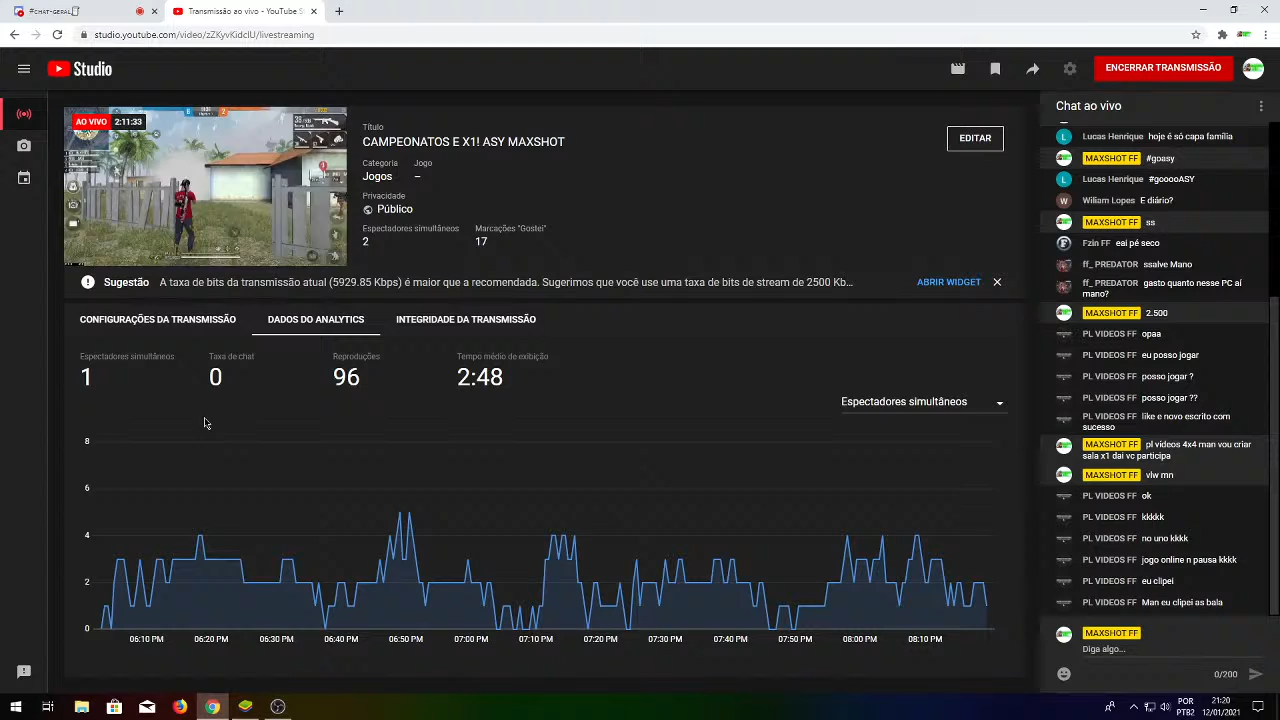 #CHAT-GERAL
Transmissão ao vivo - YouTube S
studio.youtube.com/video/zZKyvKidcIU/livestreaming
Studio
ENCERRAR TRANSMISSÃO
AO VIVO 2:11:33
Título
CAMPEONATOS E X1! ASY MAXSHOT
EDITAR
Categoria Jogo
Jogos –
Privacidade
Público
Espectadores simultâneos Marcações "Gostei"
2 17
Sugestão A taxa de bits da transmissão atual (5929.85 Kbps) é maior que a recomendada. Sugerimos que você use uma taxa de bits de stream de 2500 Kb... ABRIR WIDGET
CONFIGURAÇÕES DA TRANSMISSÃO DADOS DO ANALYTICS INTEGRIDADE DA TRANSMISSÃO
Espectadores simultâneos Taxa de chat Reproduções Tempo médio de exibição
1 0 96 2:48
Espectadores simultâneos
8
6
4
2
0
06:10 PM 06:20 PM 06:30 PM 06:40 PM 06:50 PM 07:00 PM 07:10 PM 07:20 PM 07:30 PM 07:40 PM 07:50 PM 08:00 PM 08:10 PM
Chat ao vivo
Lucas Henrique hoje é só capa família
MAXSHOT FF #goasy
Lucas Henrique #gooooASY
Wiliam Lopes E diário?
MAXSHOT FF ss
Fzin FF eai pé seco
ff_ PREDATOR ssalve Mano
ff_ PREDATOR gasto quanto nesse PC aí
mano?
MAXSHOT FF 2.500
PL VIDEOS FF opaa
PL VIDEOS FF eu posso jogar
PL VIDEOS FF posso jogar ?
PL VIDEOS FF posso jogar ??
PL VIDEOS FF like e novo escrito com
sucesso
MAXSHOT FF pl vídeos 4x4 man vou criar
sala x1 dai vc participa
MAXSHOT FF vlw mn
PL VIDEOS FF ok
PL VIDEOS FF kkkkk
PL VIDEOS FF no uno kkkk
PL VIDEOS FF jogo online n pausa kkkk
PL VIDEOS FF eu clipei
PL VIDEOS FF Man eu clipei as bala
MAXSHOT FF
Diga algo...
0/200
POR
PTB2
21:20
12/01/2021